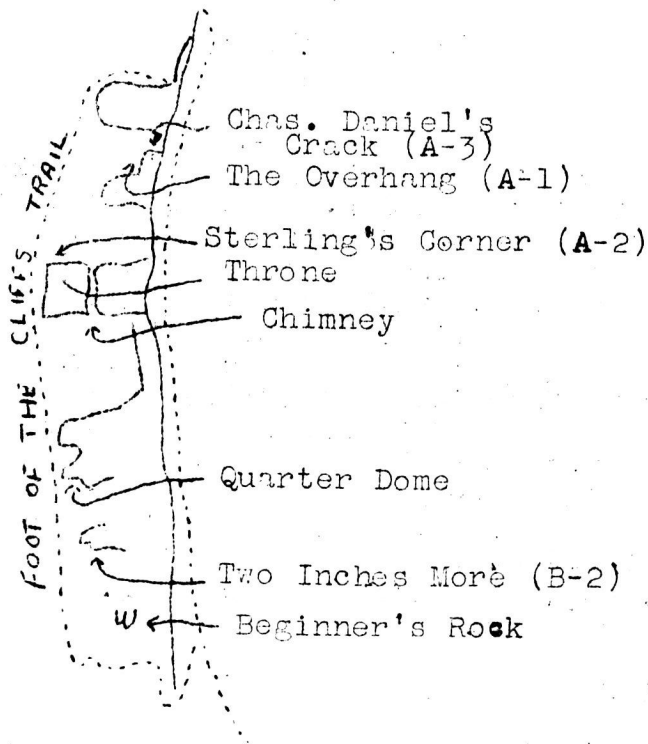 Chas. Daniel's
Crack (A-3)
The Overhang (A-1)
Sterling's Corner (A-2)
Throne
Chimney
Quarter Dome
Two Inches More (B-2)
W
Beginner's Rock
FOOT OF THE CLIFFS TRAIL